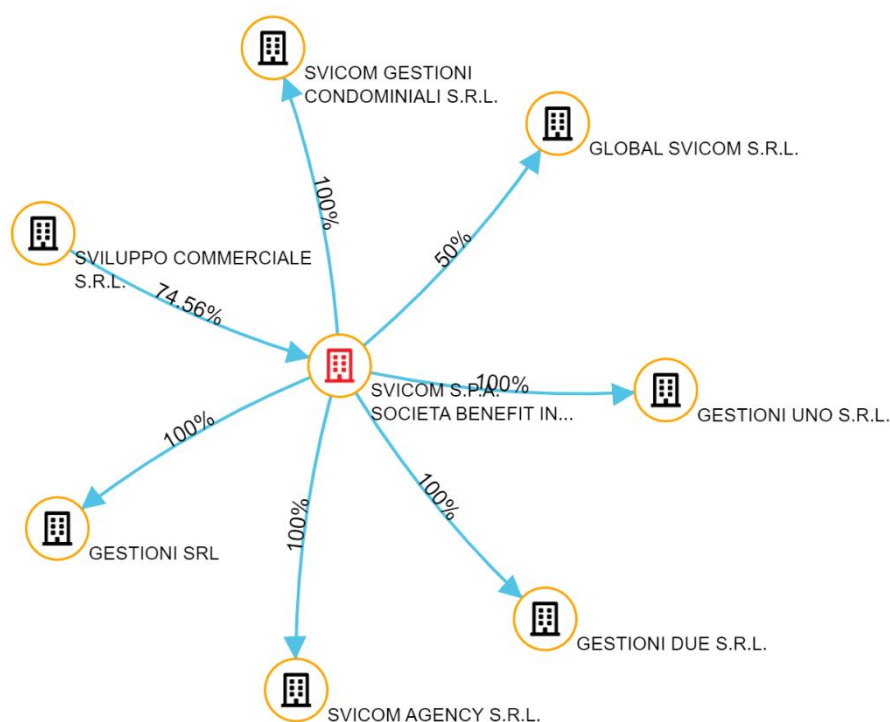 SVICOM GESTIONI
CONDOMINIALI S.R.L.
GLOBAL SVICOM S.R.L.
100%
50%
SVILUPPO COMMERCIALE
S.R.L.
74.56%
100%
SVICOM S.P.A.
SOCIETA BENEFIT IN...
GESTIONI UNO S.R.L.
100%
100%
100%
GESTIONI SRL
GESTIONI DUE S.R.L.
SVICOM AGENCY S.R.L.